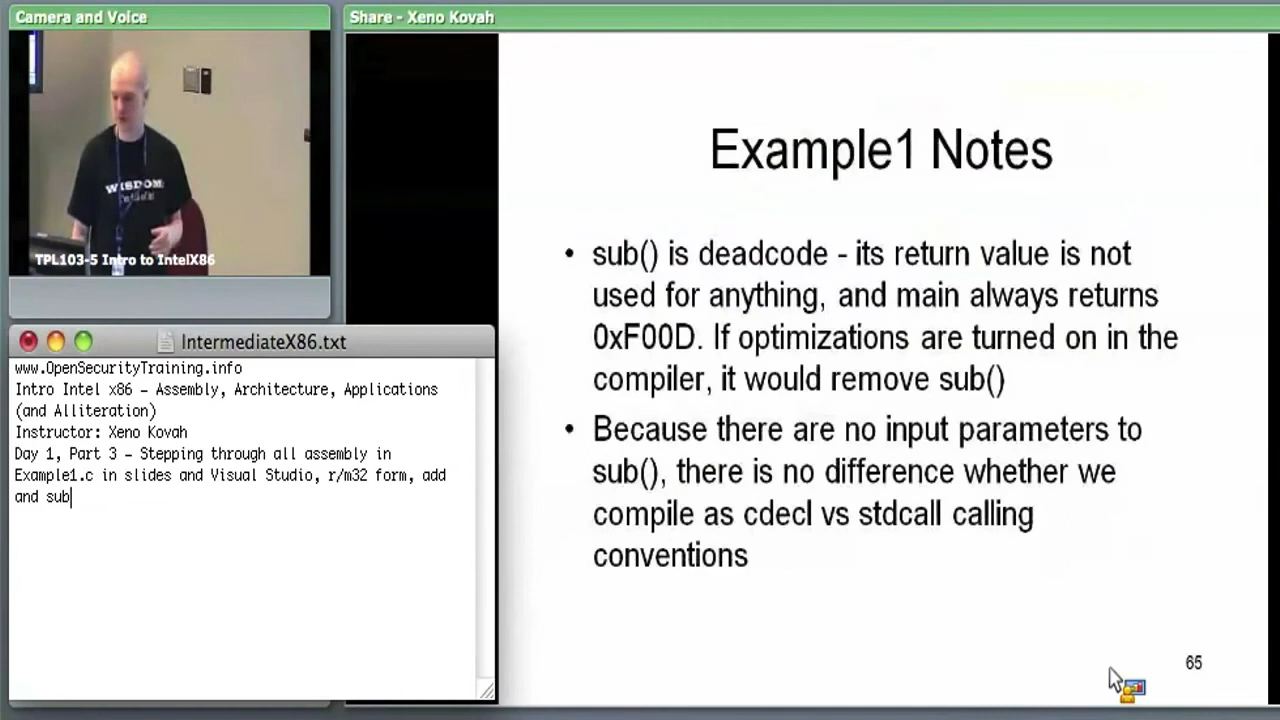 Camera and Voice
Share - Xeno Kovah
WISDOM:
TPL103-5 Intro to IntelX86
IntermediateX86.txt
www.OpenSecurityTraining.info
Intro Intel x86 – Assembly, Architecture, Applications
(and Alliteration)
Instructor: Xeno Kovah
Day 1, Part 3 – Stepping through all assembly in
Example1.c in slides and Visual Studio, r/m32 form, add
and sub
Example1 Notes
• sub() is deadcode - its return value is not
used for anything, and main always returns
0xF00D. If optimizations are turned on in the
compiler, it would remove sub()
• Because there are no input parameters to
sub(), there is no difference whether we
compile as cdecl vs stdcall calling
conventions
65